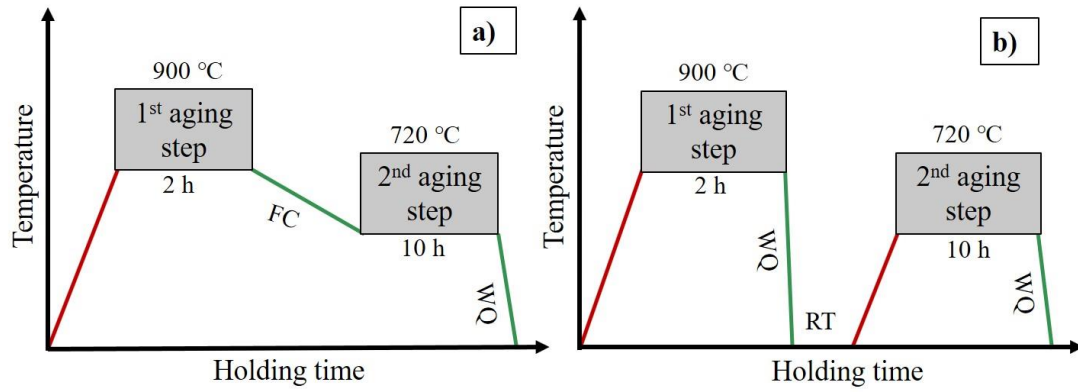 a)
900 °C
1st aging
step
2 h
FC
720 °C
2nd aging
step
10 h
WQ
Temperature
Holding time
b)
900 °C
1st aging
step
2 h
WQ
RT
720 °C
2nd aging
step
10 h
WQ
Temperature
Holding time